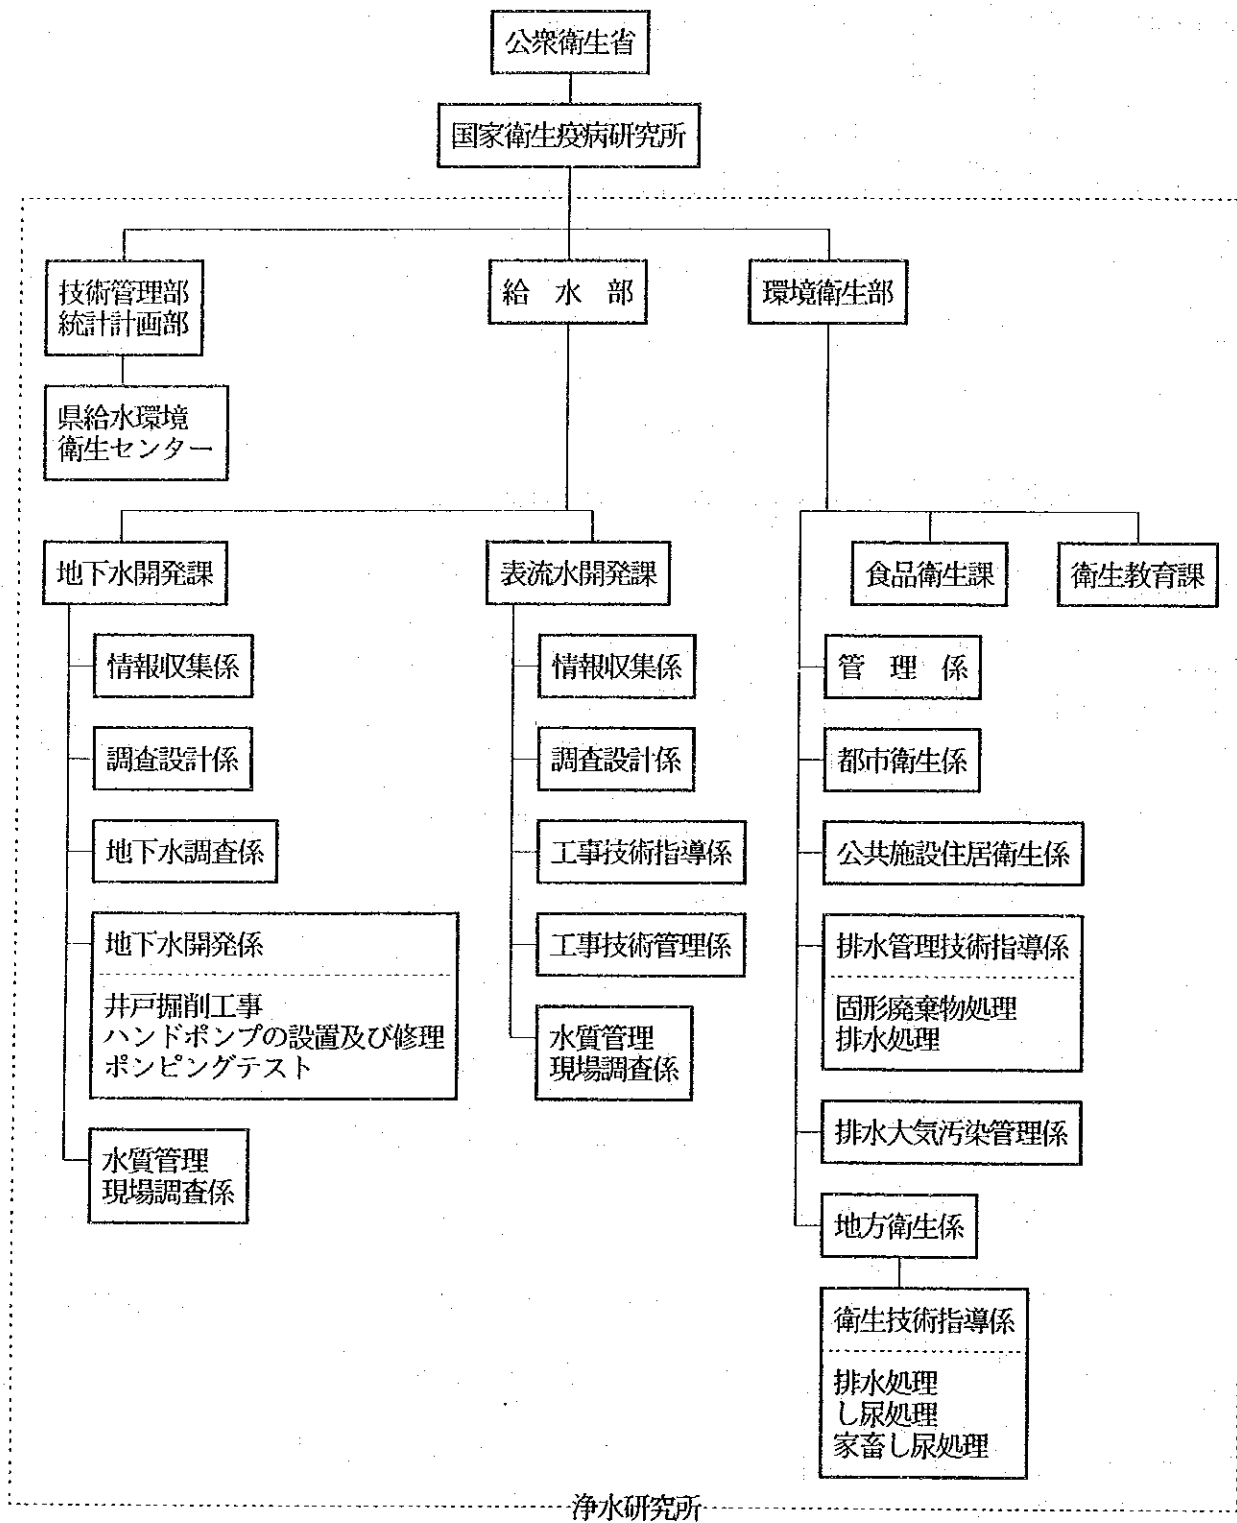 公衆衛生省
国家衛生疫病研究所
技術管理部
統計計画部
給　水　部
環境衛生部
県給水環境
衛生センター
地下水開発課
情報収集係
調査設計係
地下水調査係
地下水開発係
井戸掘削工事
ハンドポンプの設置及び修理
ポンピングテスト
水質管理
現場調査係
表流水開発課
情報収集係
調査設計係
工事技術指導係
工事技術管理係
水質管理
現場調査係
食品衛生課
衛生教育課
管　理　係
都市衛生係
公共施設住居衛生係
排水管理技術指導係
固形廃棄物処理
排水処理
排水大気汚染管理係
地方衛生係
衛生技術指導係
排水処理
し尿処理
家畜し尿処理
浄水研究所